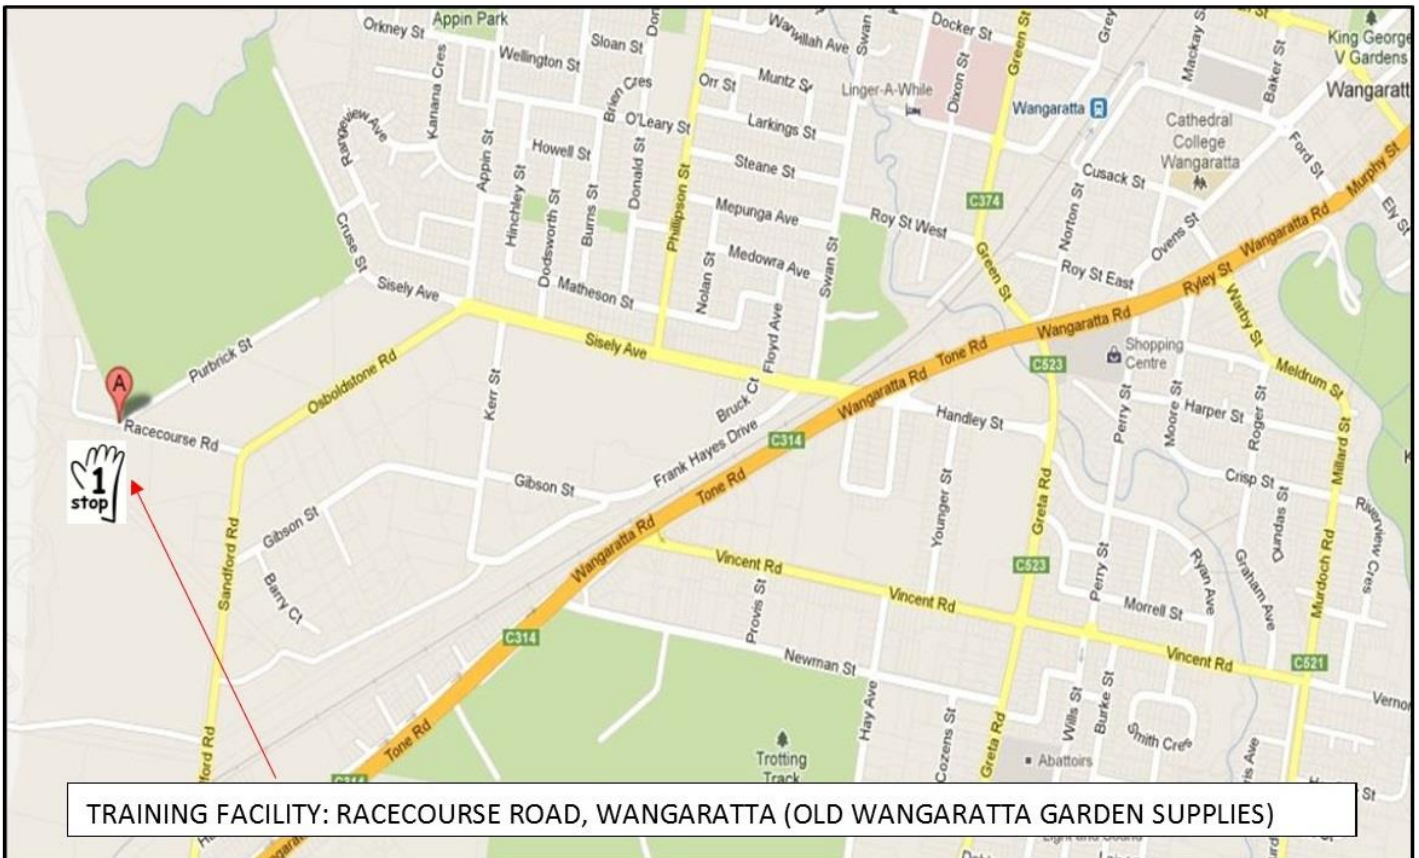 Appin Park
Orkney St
Wellington St
Sloan St
Kanana Cres
Brien Cres
Orr St
Muntz St
Swan St
Docker St
Green St
Mackay St
Baker St
King George
V Gardens
Linger-A-While
Dixon St
Wangaratta
Cathedral
College
Wangaratta
Rangeview Ave
O'Leary St
Larkings St
Howell St
Steane St
Appin St
Hinchley St
Dodsworth St
Burns St
Donald St
Phillipson St
Mepunga Ave
Medowra Ave
Nolan St
Swan St
Roy St West
C374
Green St
Norton St
Cusack St
Ovens St
Roy St East
Ford St
Murphy St
Ely St
Wangaratta Rd
Ryley St
Warby St
Cruse St
Sisely Ave
Matheson St
Floyd Ave
Sisely Ave
Tone Rd
Wangaratta Rd
C523
Shopping
Centre
Meldrum St
Purbrick St
A
Racecourse Rd
Osboldstone Rd
Kerr St
Bruck Ct
Frank Hayes Drive
Wangaratta Rd
C314
Handley St
Perry St
Moore St
Harper St
Roger St
Millard St
1
stop
Gibson St
Gibson St
Tone Rd
Younger St
Greta Rd
Crisp St
Dundas St
Riverview Cres
Sandford Rd
Barry Ct
Wangaratta Rd
Vincent Rd
Provis St
Vincent Rd
C523
Perry St
Ryan Ave
Graham Ave
Murdoch Rd
Morrell St
C314
Newman St
Vincent Rd
C521
Hay Ave
Cozens St
Greta Rd
Wills St
Burke St
Smith Cres
Abattoirs
Tone Rd
Trotting
Track
TRAINING FACILITY: RACECOURSE ROAD, WANGARATTA (OLD WANGARATTA GARDEN SUPPLIES)